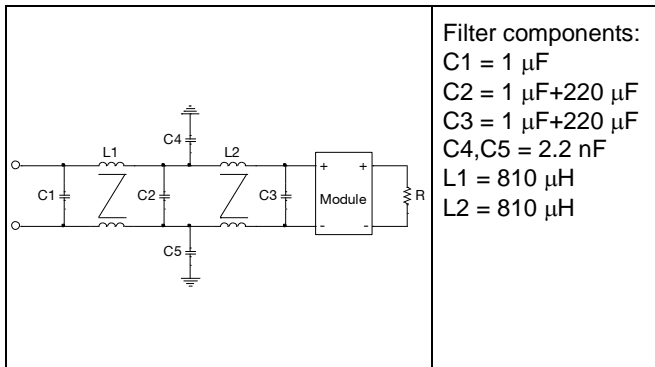 Filter components:
C1 = 1 μF
C2 = 1 μF+220 μF
C3 = 1 μF+220 μF
C4,C5 = 2.2 nF
L1 = 810 μH
L2 = 810 μH
C4
L1
L2
+ +
C1
C2
C3
Module
R
- -
C5